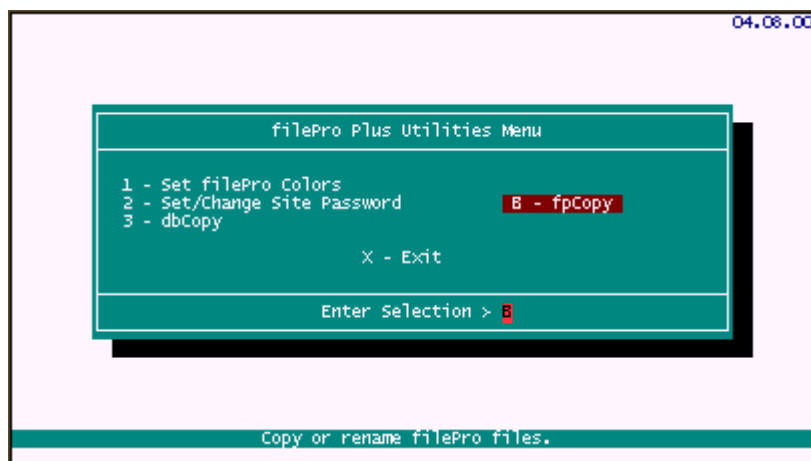 04.08.00
filePro Plus Utilities Menu
1 - Set filePro Colors
2 - Set/Change Site Password B - fpCopy
3 - dbCopy
X - Exit
Enter Selection > B
Copy or rename filePro files.